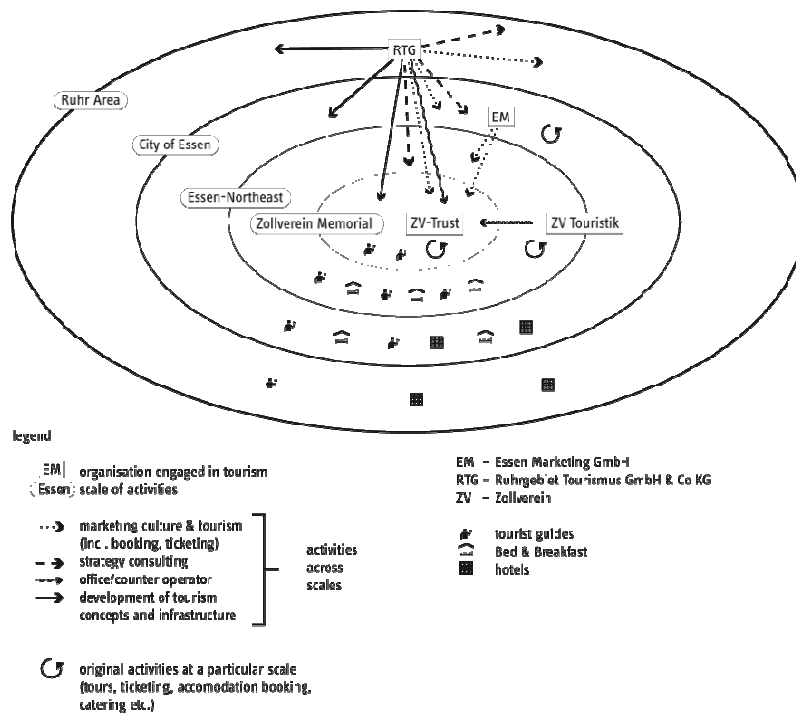 RTG
Ruhr Area
EM
City of Essen
Essen-Northeast
Zollverein Memorial
ZV-Trust
ZV Touristik
legend
EM organisation engaged in tourism
Essen scale of activities
marketing culture & tourism
(inc. booking, ticketing)
strategy consulting
office/counter operator
development of tourism
concepts and infrastructure
activities
across
scales
original activities at a particular scale
(tours, ticketing, accomodation booking,
catering etc.)
EM – Essen Marketing GmbH
RTG – Ruhrgebiet Tourismus GmbH & Co KG
ZV – Zollverein
tourist guides
Bed & Breakfast
hotels